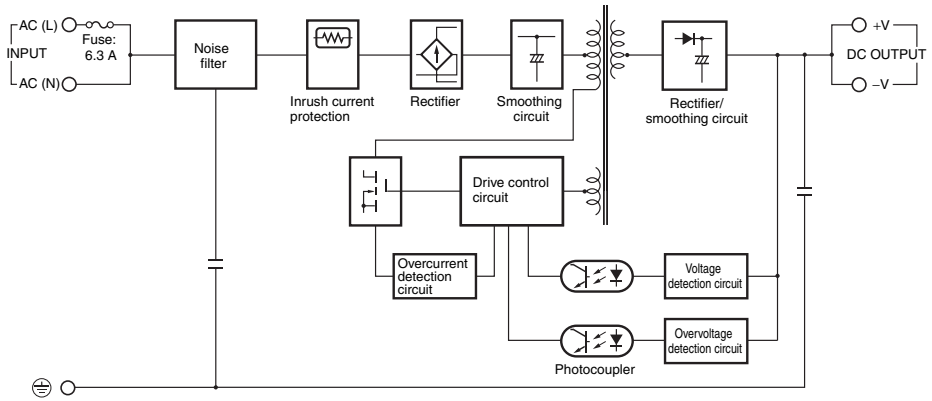 AC (L)
Fuse:
6.3 A
INPUT
AC (N)
Noise
filter
Inrush current
protection
Rectifier
Smoothing
circuit
Rectifier/
smoothing circuit
+V
DC OUTPUT
−V
Drive control
circuit
Overcurrent
detection
circuit
Voltage
detection circuit
Overvoltage
detection circuit
Photocoupler